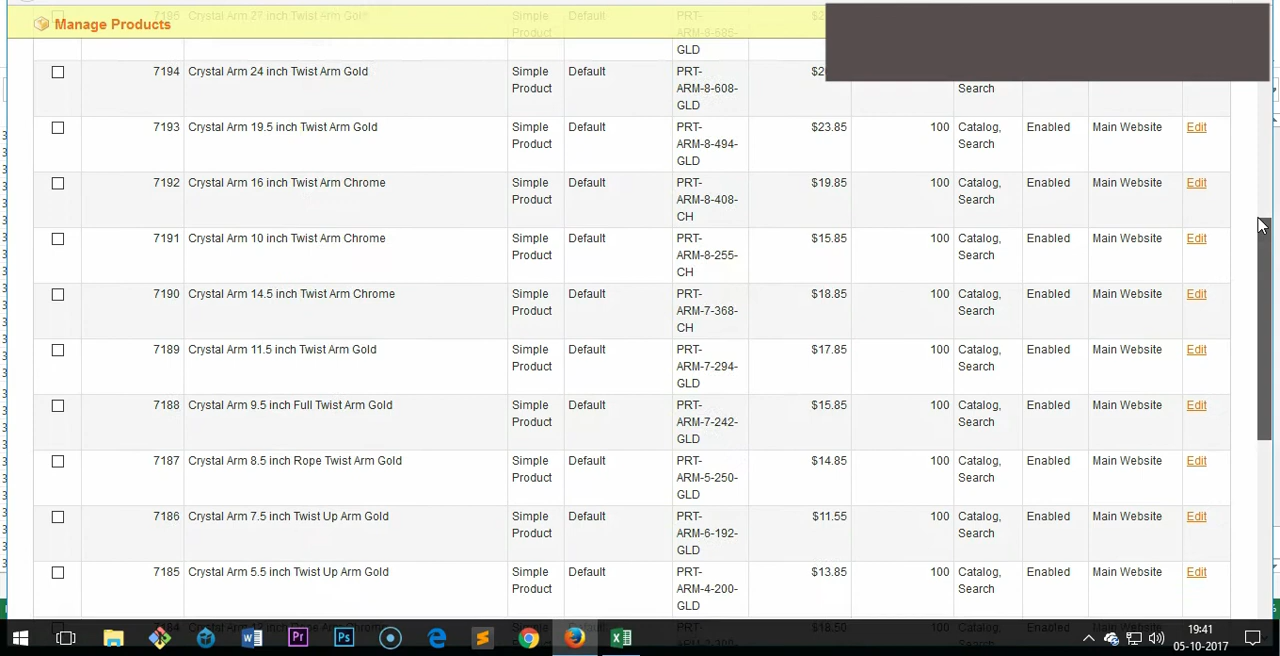 Manage Products
GLD
7194 Crystal Arm 24 inch Twist Arm Gold Simple Default PRT-
Product ARM-8-608- Search
GLD
7193 Crystal Arm 19.5 inch Twist Arm Gold Simple Default PRT- $23.85 100 Catalog, Enabled Main Website Edit
Product ARM-8-494- Search
GLD
7192 Crystal Arm 16 inch Twist Arm Chrome Simple Default PRT- $19.85 100 Catalog, Enabled Main Website Edit
Product ARM-8-408- Search
CH
7191 Crystal Arm 10 inch Twist Arm Chrome Simple Default PRT- $15.85 100 Catalog, Enabled Main Website Edit
Product ARM-8-255- Search
CH
7190 Crystal Arm 14.5 inch Twist Arm Chrome Simple Default PRT- $18.85 100 Catalog, Enabled Main Website Edit
Product ARM-7-368- Search
CH
7189 Crystal Arm 11.5 inch Twist Arm Gold Simple Default PRT- $17.85 100 Catalog, Enabled Main Website Edit
Product ARM-7-294- Search
GLD
7188 Crystal Arm 9.5 inch Full Twist Arm Gold Simple Default PRT- $15.85 100 Catalog, Enabled Main Website Edit
Product ARM-7-242- Search
GLD
7187 Crystal Arm 8.5 inch Rope Twist Arm Gold Simple Default PRT- $14.85 100 Catalog, Enabled Main Website Edit
Product ARM-5-250- Search
GLD
7186 Crystal Arm 7.5 inch Twist Up Arm Gold Simple Default PRT- $11.55 100 Catalog, Enabled Main Website Edit
Product ARM-6-192- Search
GLD
7185 Crystal Arm 5.5 inch Twist Up Arm Gold Simple Default PRT- $13.85 100 Catalog, Enabled Main Website Edit
Product ARM-4-200- Search
GLD
19:41
05-10-2017